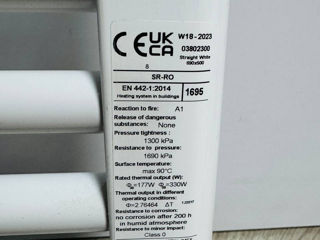 CE UK CA W18-2023
03802300
Straight White
690x500
8
SR-RO
EN 442-1:2014
Heating system in buildings
1695
Reaction to fire: A1
Release of dangerous
substances: None
Pressure tightness:
1300 kPa
Resistance to pressure:
1690 kPa
Surface temperature:
max 90°C
Rated thermal output (W):
=177W =330W
Thermal output in different
operating conditions:
Φ=2.76464 ΔT
Resistance to corrosion:
no corrosion after 200 h
in humid atmosphere
Resistance to minor impact:
Class 0